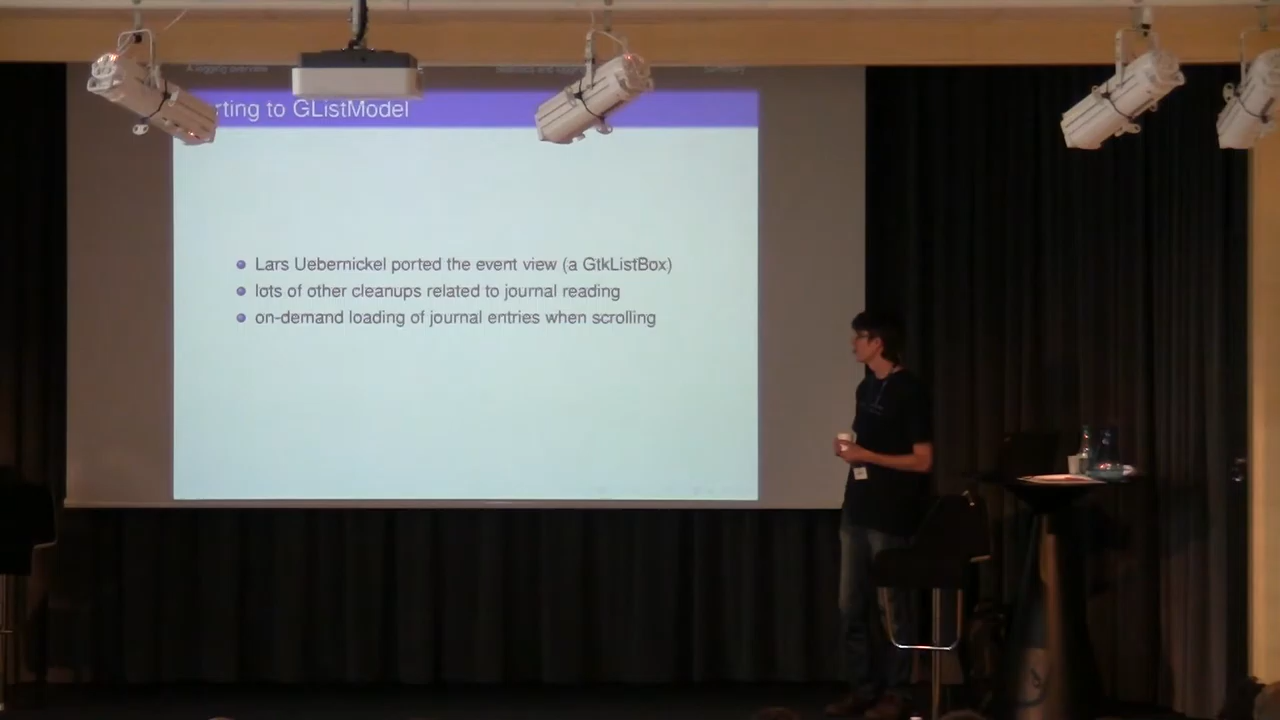 rting to GListModel
Lars Uebernickel ported the event view (a GtkListBox)
lots of other cleanups related to journal reading
on-demand loading of journal entries when scrolling